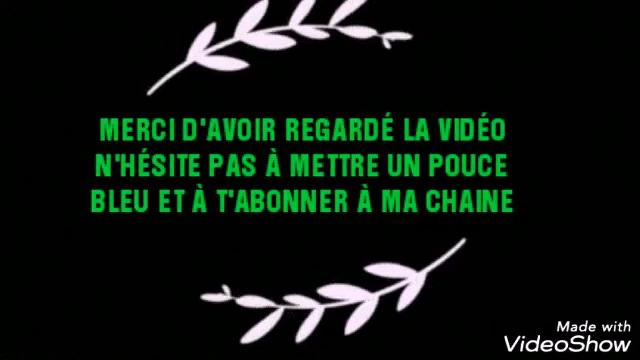 MERCI D'AVOIR REGARDÉ LA VIDÉO
N'HÉSITE PAS À METTRE UN POUCE
BLEU ET À T'ABONNER À MA CHAINE
Made with
VideoShow